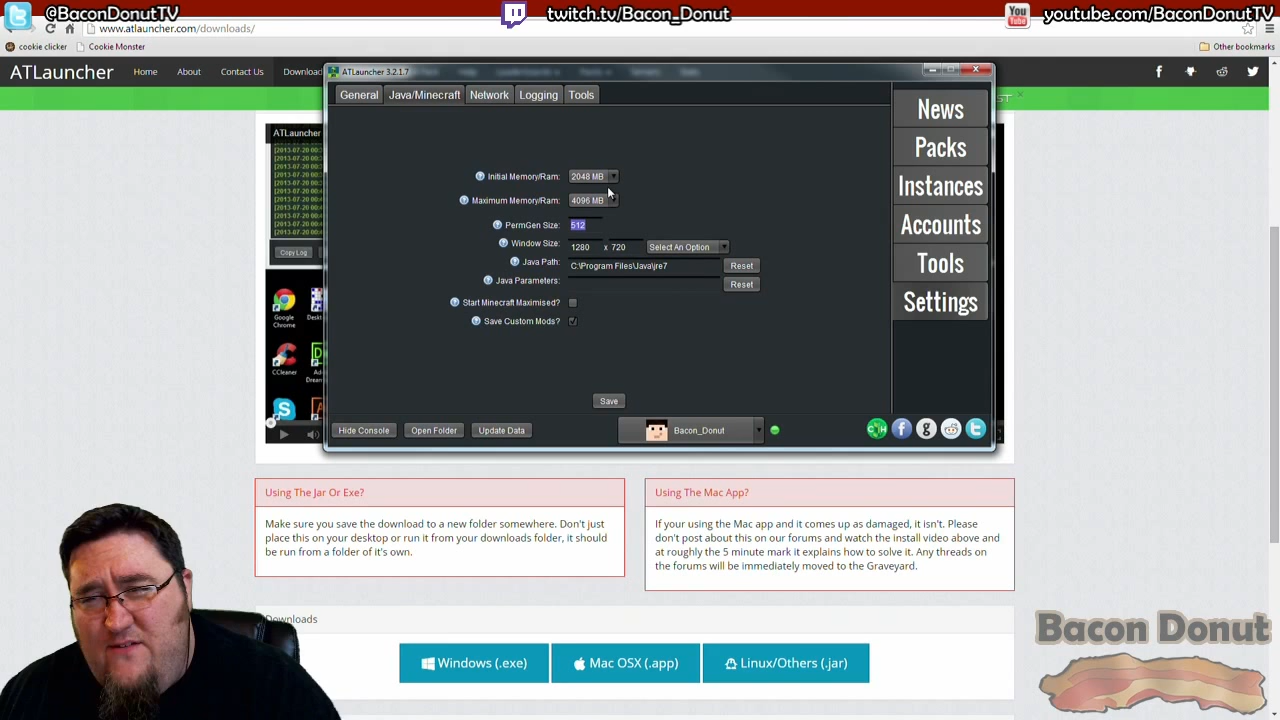 @BaconDonutTV
twitch.tv/Bacon_Donut
youtube.com/BaconDonutTV
www.atlauncher.com/downloads/
cookie clicker
Cookie Monster
Other bookmarks
ATLauncher
Home
About
Contact Us
Download
ATLauncher 3.2.1.7
General
Java/Minecraft
Network
Logging
Tools
News
Packs
Instances
Accounts
Tools
Settings
Initial Memory/Ram: 2048 MB
Maximum Memory/Ram: 4096 MB
PermGen Size: 512
Window Size: 1280 x 720 Select An Option
Java Path: C:\Program Files\Java\jre7 Reset
Java Parameters: Reset
Start Minecraft Maximised?
Save Custom Mods?
Save
Hide Console
Open Folder
Update Data
Bacon_Donut
ATLauncher
Copy Log
Google
Chrome
CCleaner
Using The Jar Or Exe?
Make sure you save the download to a new folder somewhere. Don't just
place this on your desktop or run it from your downloads folder, it should
be run from a folder of it's own.
Using The Mac App?
If your using the Mac app and it comes up as damaged, it isn't. Please
don't post about this on our forums and watch the install video above and
at roughly the 5 minute mark it explains how to solve it. Any threads on
the forums will be immediately moved to the Graveyard.
Downloads
Windows (.exe)
Mac OSX (.app)
Linux/Others (.jar)
Bacon Donut